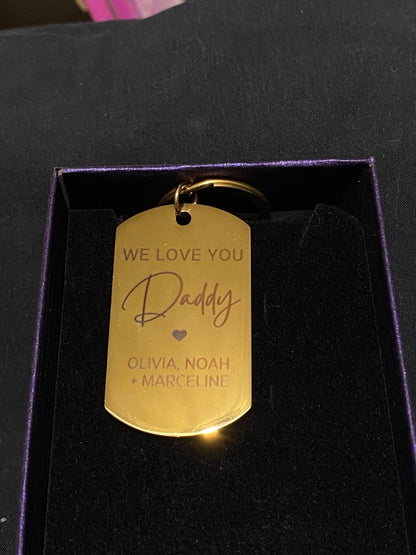 WE LOVE YOU
Daddy
OLIVIA, NOAH
+ MARCELINE